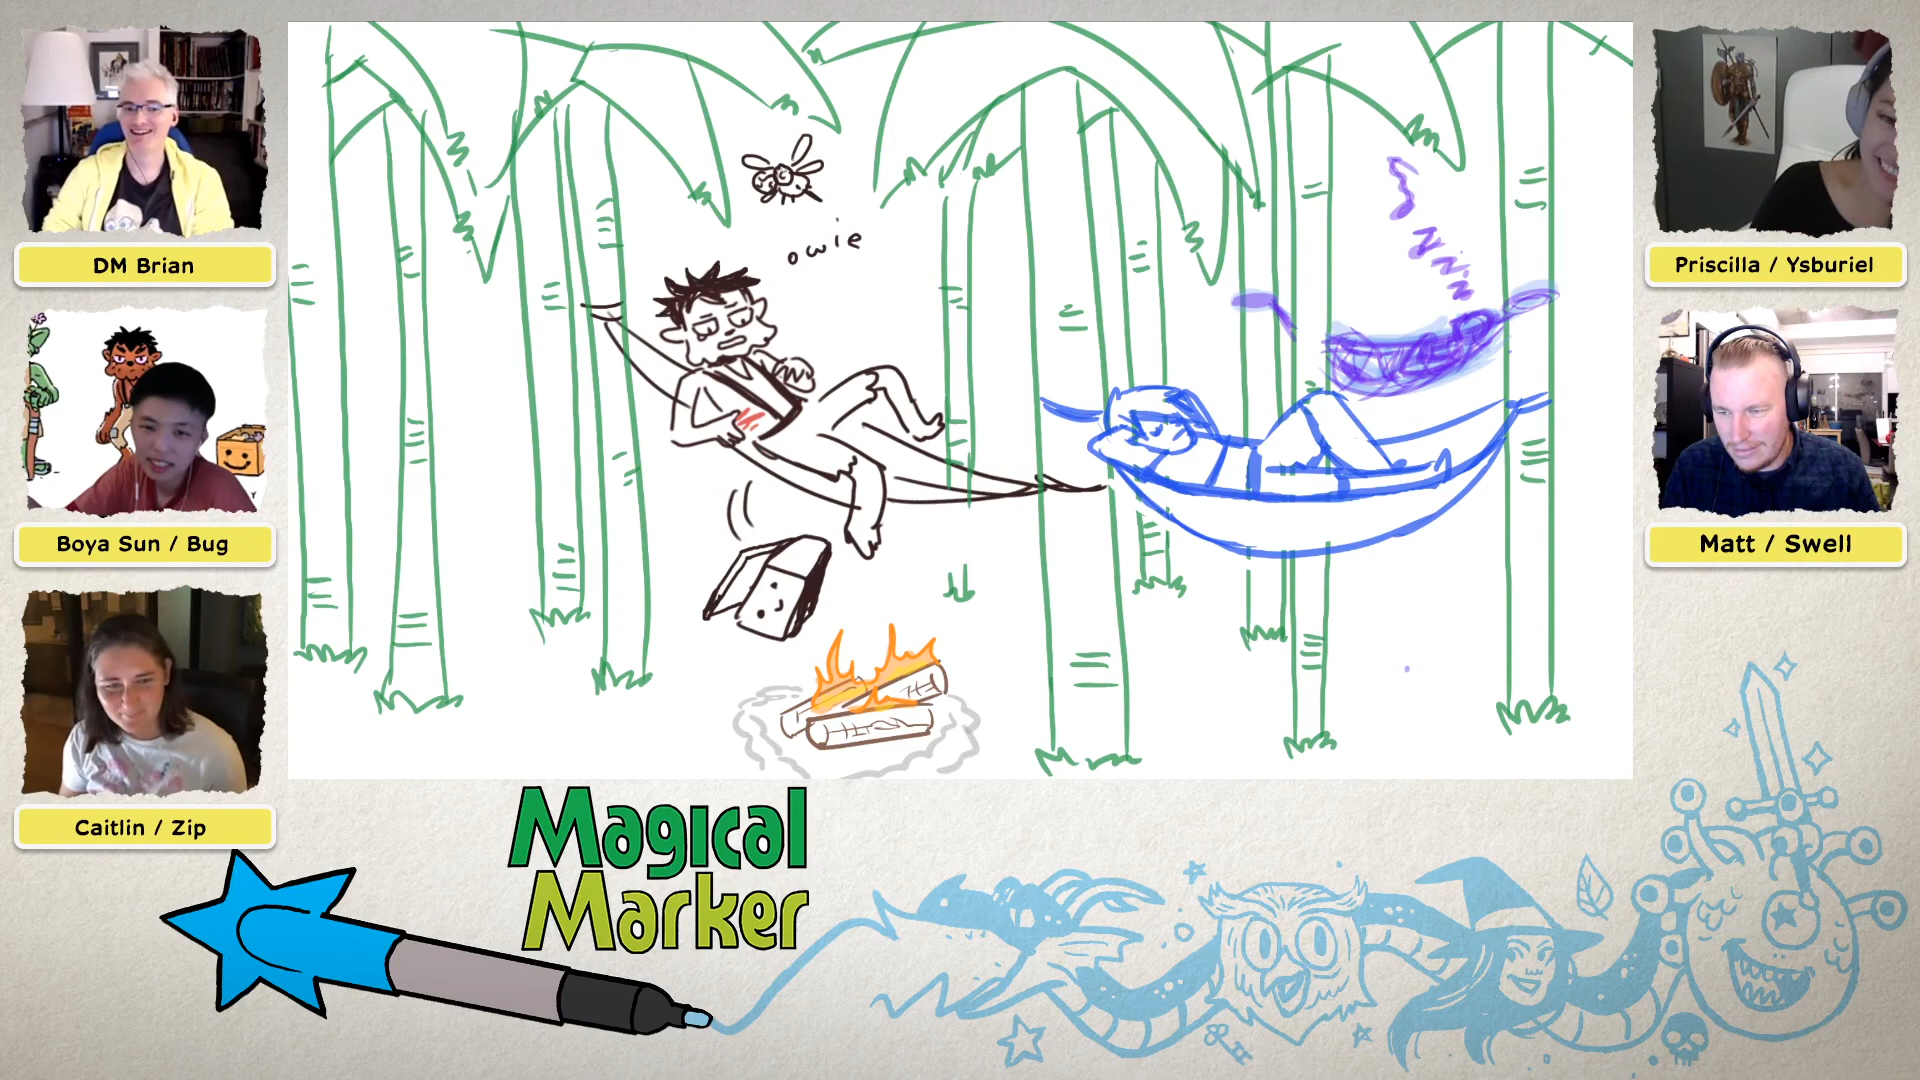 DM Brian
Boya Sun / Bug
Caitlin / Zip
owie
Priscilla / Ysburiel
Matt / Swell
Magical
Marker